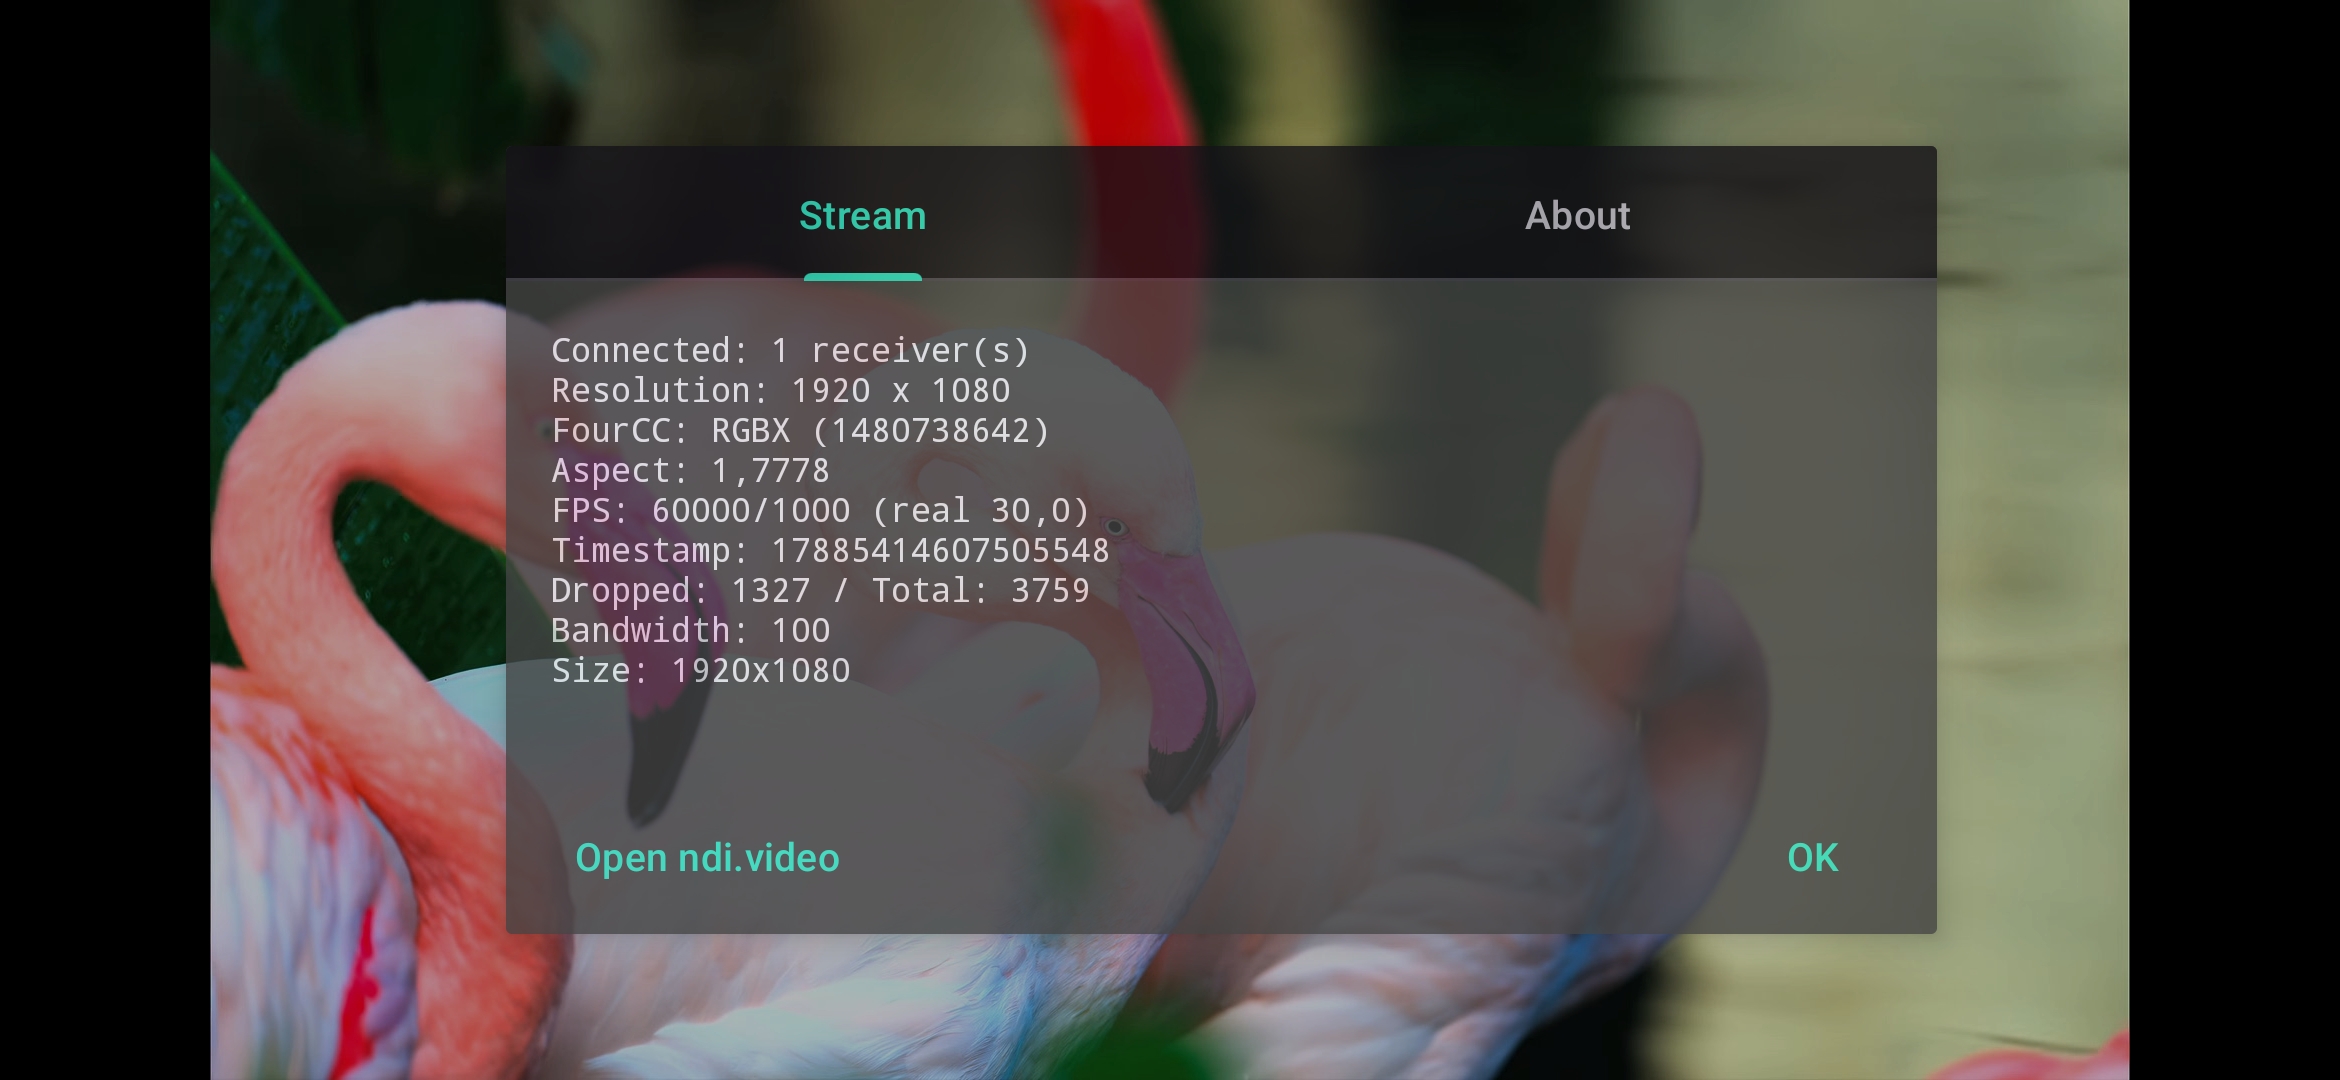 Stream
About
Connected: 1 receiver(s)
Resolution: 1920 x 1080
FourCC: RGBX (1480738642)
Aspect: 1,7778
FPS: 60000/1000 (real 30,0)
Timestamp: 17885414607505548
Dropped: 1327 / Total: 3759
Bandwidth: 100
Size: 1920x1080
Open ndi.video
OK